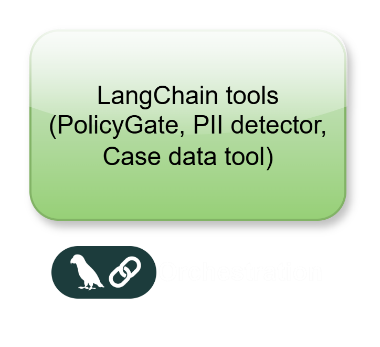 LangChain tools
(PolicyGate, PII detector,
Case data tool)